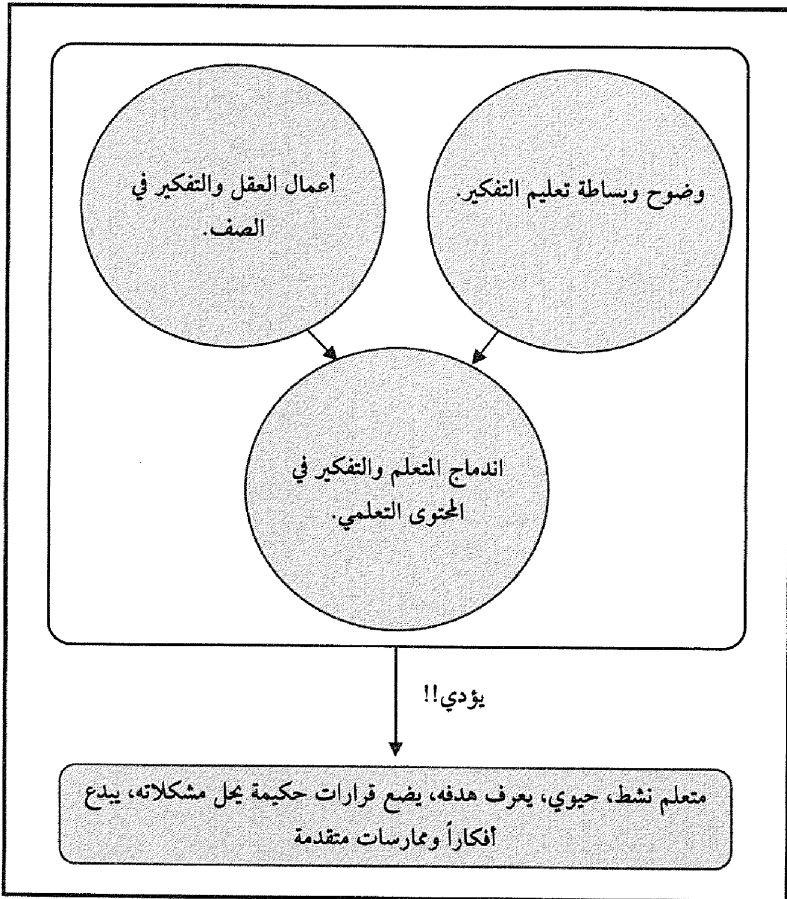 وضوح وبساطة تعليم التفكير.
أعمال العقل والتفكير في
الصف.
اندماج المتعلم والتفكير في
المحتوى التعلمي.
يؤدي!!
متعلم نشط، حيوي، يعرف هدفه، يضع قرارات حكيمة يحل مشكلاته، يبدع
أفكاراً وممارسات متقدمة